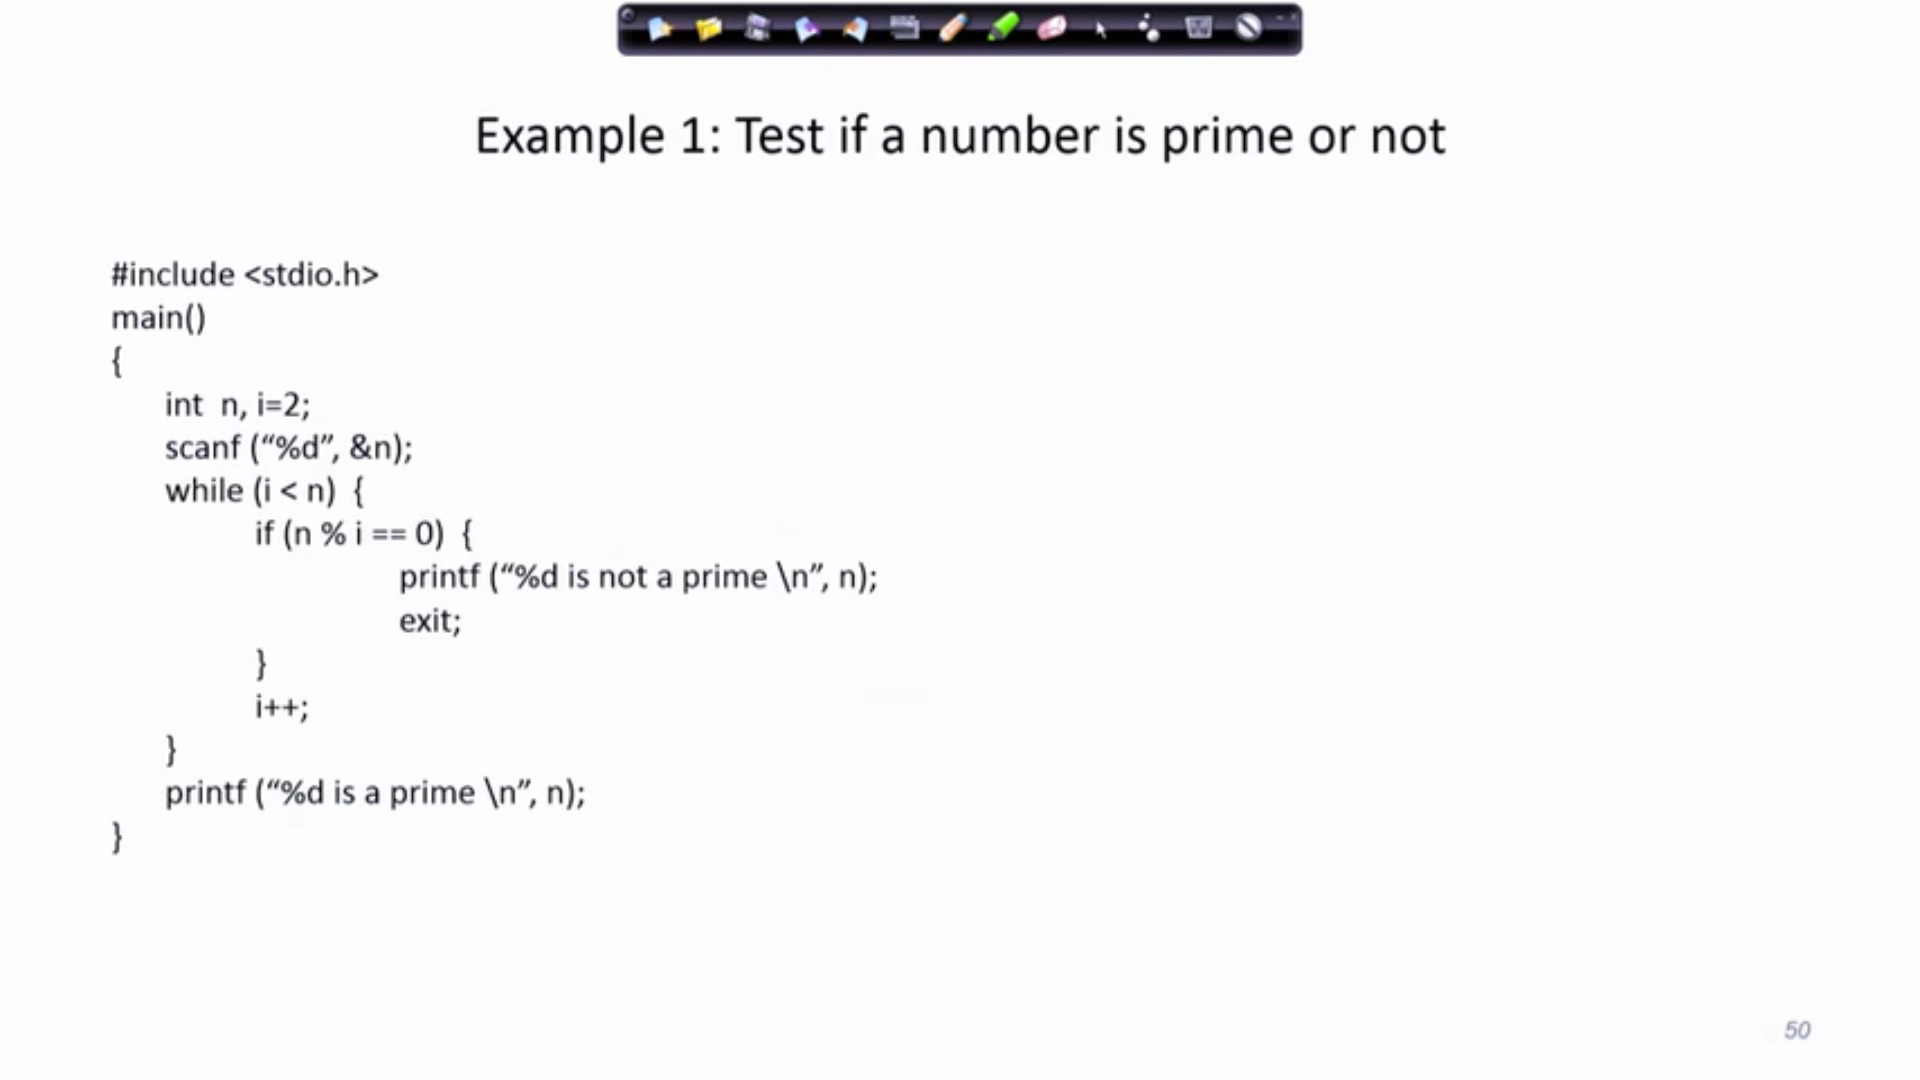 Example 1: Test if a number is prime or not
#include <stdio.h>
main()
{
int n, i=2;
scanf (“%d”, &n);
while (i < n) {
if (n % i == 0) {
printf (“%d is not a prime \n”, n);
exit;
}
i++;
}
printf (“%d is a prime \n”, n);
}
50